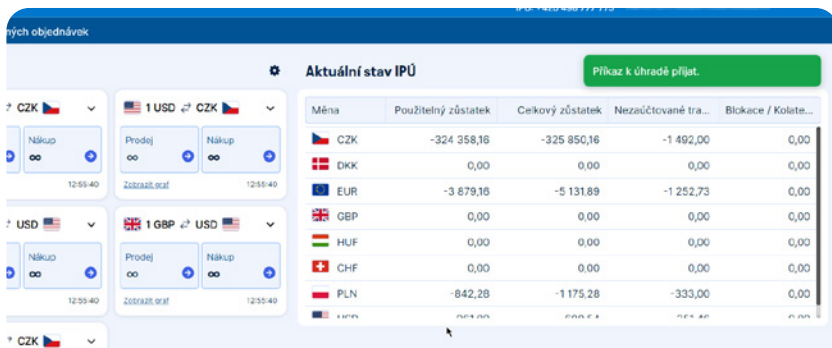 ných objednávek
Aktuální stav IPÚ
Příkaz k úhradě přijat.
CZK
1 USD ⇄ CZK
Nákup
∞
12:55:40
Prodej
∞
Nákup
∞
Zobrazit graf
12:55:40
USD
1 GBP ⇄ USD
Nákup
∞
12:55:40
Prodej
∞
Nákup
∞
Zobrazit graf
12:55:40
CZK
Měna Použitelný zůstatek Celkový zůstatek Nezaúčtované tra... Blokace / Kolate...
CZK -324 358,16 -325 850,16 -1 492,00 0,00
DKK 0,00 0,00 0,00 0,00
EUR -3 879,16 -5 131,89 -1 252,73 0,00
GBP 0,00 0,00 0,00 0,00
HUF 0,00 0,00 0,00 0,00
CHF 0,00 0,00 0,00 0,00
PLN -842,28 -1 175,28 -333,00 0,00